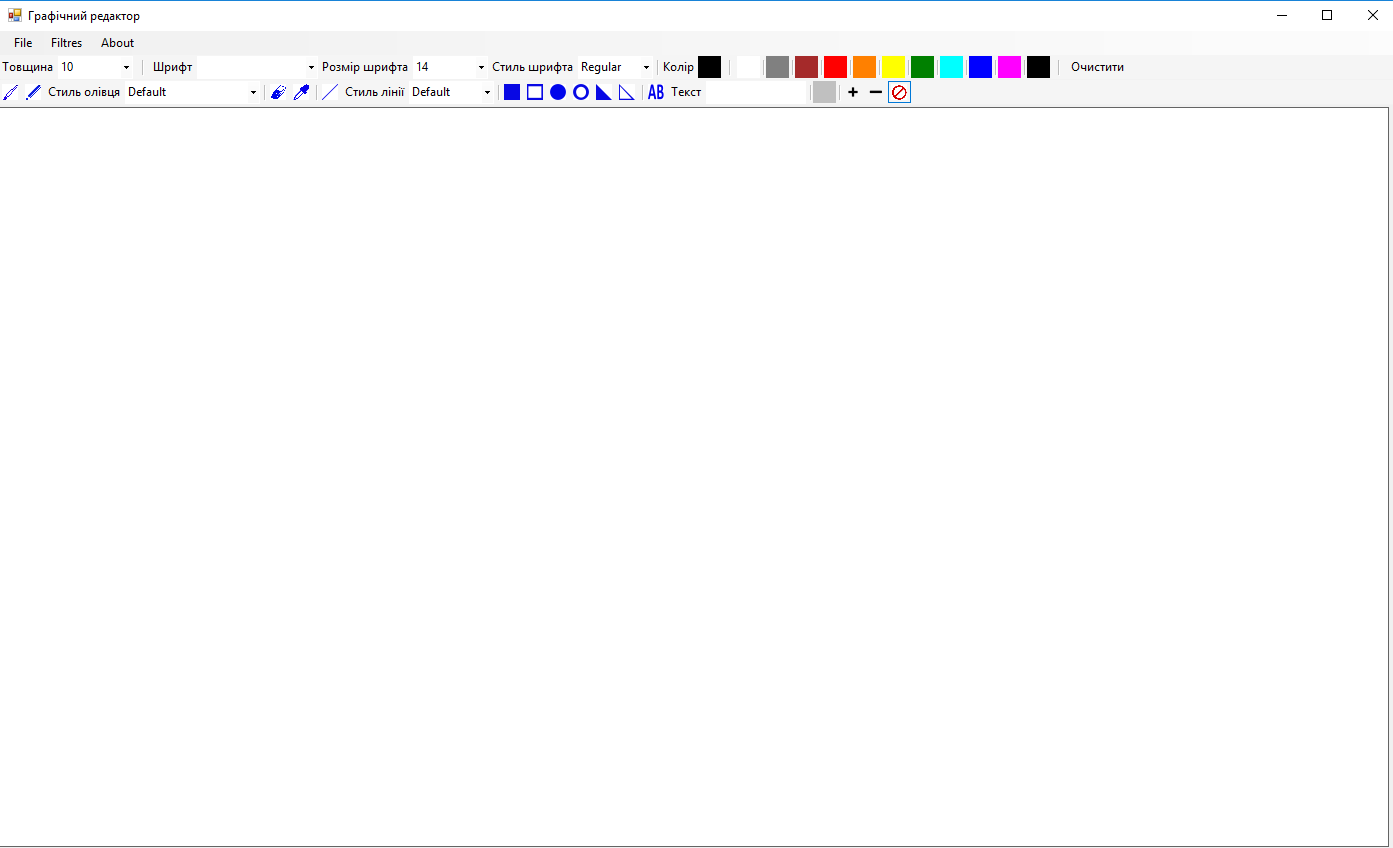 Графічний редактор
File Filtres About
Товщина 10 Шрифт Розмір шрифта 14 Стиль шрифта Regular Колір Очистити
Стиль олівця Default Стиль лінії Default AB Текст